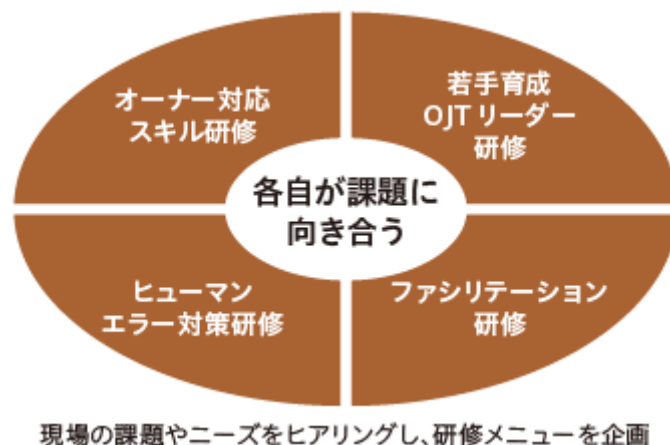 オーナー対応
スキル研修
若手育成
OJTリーダー
研修
各自が課題に
向き合う
ヒューマン
エラー対策研修
ファシリテーション
研修
現場の課題やニーズをヒアリングし、研修メニューを企画